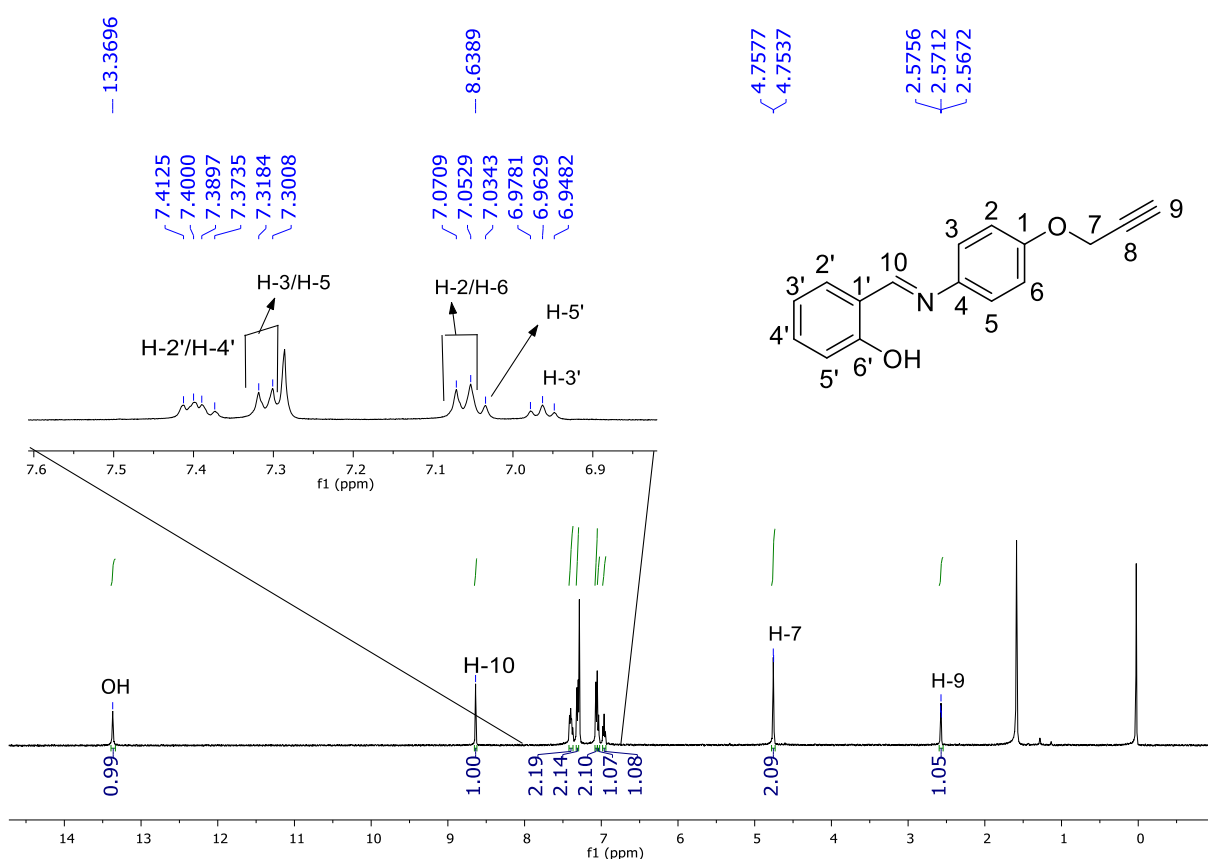 13.3696
8.6389
4.7577
4.7537
2.5756
2.5712
2.5672
7.4125
7.4000
7.3897
7.3735
7.3184
7.3008
7.0709
7.0529
7.0343
6.9781
6.9629
6.9482
H-3/H-5
H-2/H-6
H-5'
H-2'/H-4'
H-3'
7.6 7.5 7.4 7.3 7.2 7.1 7.0 6.9
f1 (ppm)
2 7 9
3 1 O
8
2' 10
3' 1' N 4 6
5
4'
5' 6' OH
OH
H-10
H-7
H-9
0.99
1.00
2.19
2.14
2.10
1.07
1.08
2.09
1.05
14 13 12 11 10 9 8 7 6 5 4 3 2 1 0
f1 (ppm)